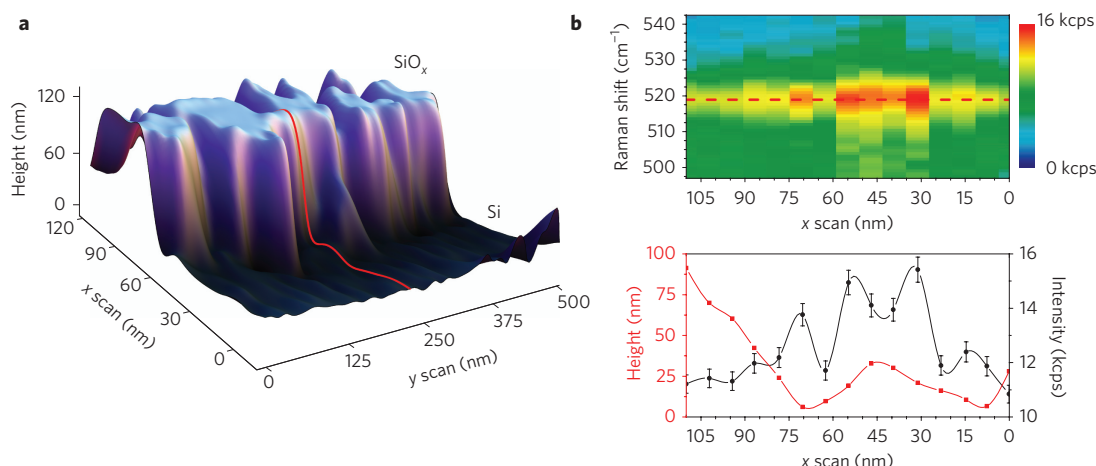 a
SiOₓ
Si
Height (nm)
120
60
0
x scan (nm)
120
90
60
30
0
y scan (nm)
0
125
250
375
500
b
Raman shift (cm⁻¹)
540
530
520
510
500
16 kcps
0 kcps
105 90 75 60 45 30 15 0
x scan (nm)
Height (nm)
100
75
50
25
0
16
14
12
10
Intensity
(kcps)
105 90 75 60 45 30 15 0
x scan (nm)